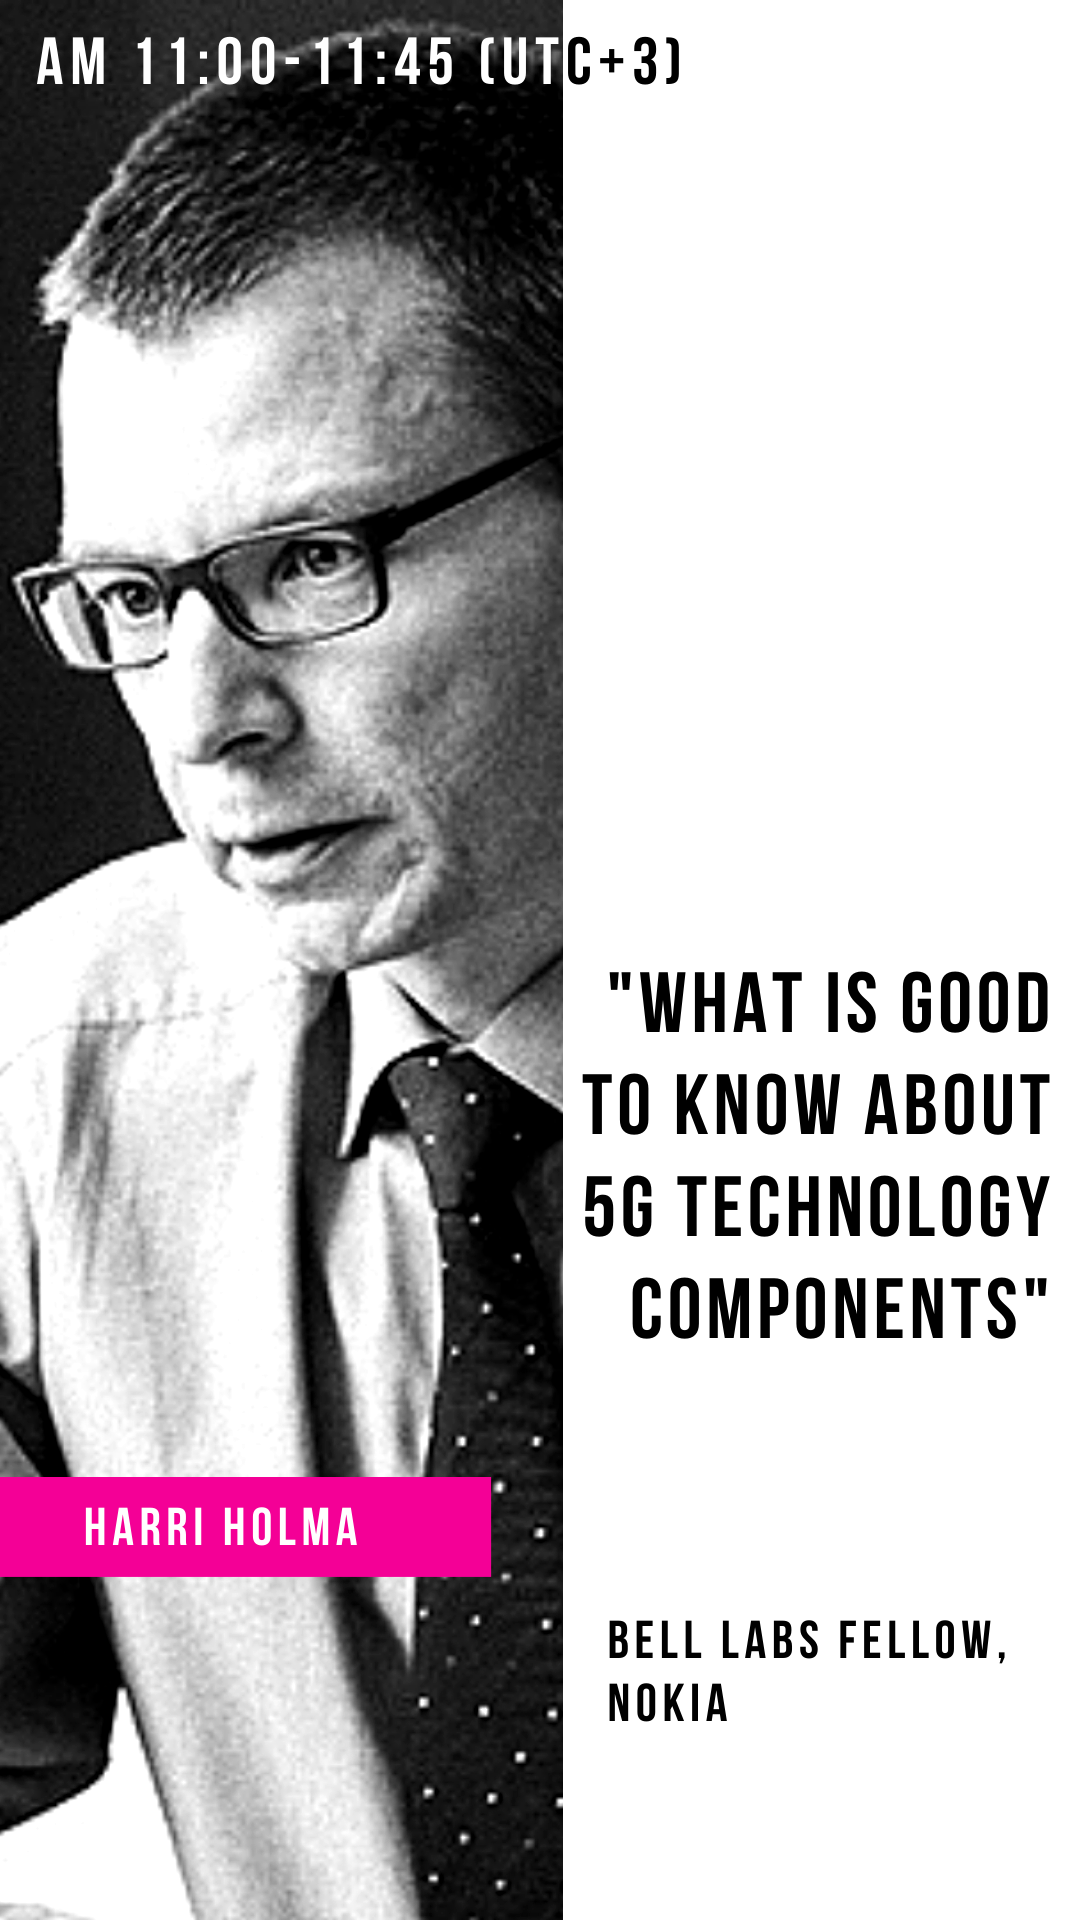 AM 11:00-11:45 (UTC+3)
"WHAT IS GOOD
TO KNOW ABOUT
5G TECHNOLOGY
COMPONENTS"
HARRI HOLMA
BELL LABS FELLOW,
NOKIA